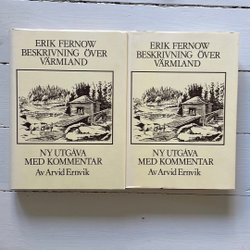 ERIK FERNOW
BESKRIVNING ÖVER
VÄRMLAND
NY UTGÅVA
MED KOMMENTAR
Av Arvid Ernvik
ERIK FERNOW
BESKRIVNING ÖVER
VÄRMLAND
NY UTGÅVA
MED KOMMENTAR
Av Arvid Ernvik